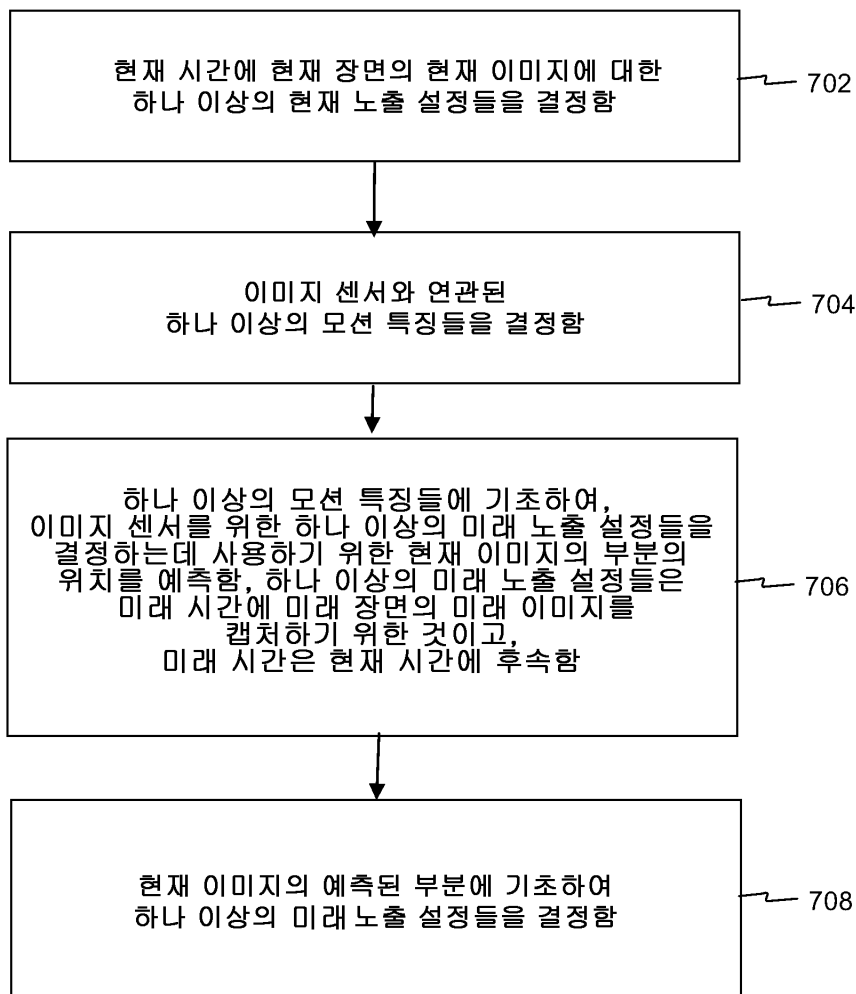 현재 시간에 현재 장면의 현재 이미지에 대한
하나 이상의 현재 노출 설정들을 결정함
702
이미지 센서와 연관된
하나 이상의 모션 특징들을 결정함
704
하나 이상의 모션 특징들에 기초하여,
이미지 센서를 위한 하나 이상의 미래 노출 설정들을
결정하는데 사용하기 위한 현재 이미지의 부분의
위치를 예측함, 하나 이상의 미래 노출 설정들은
미래 시간에 미래 장면의 미래 이미지를
캡처하기 위한 것이고,
미래 시간은 현재 시간에 후속함
706
현재 이미지의 예측된 부분에 기초하여
하나 이상의 미래 노출 설정들을 결정함
708